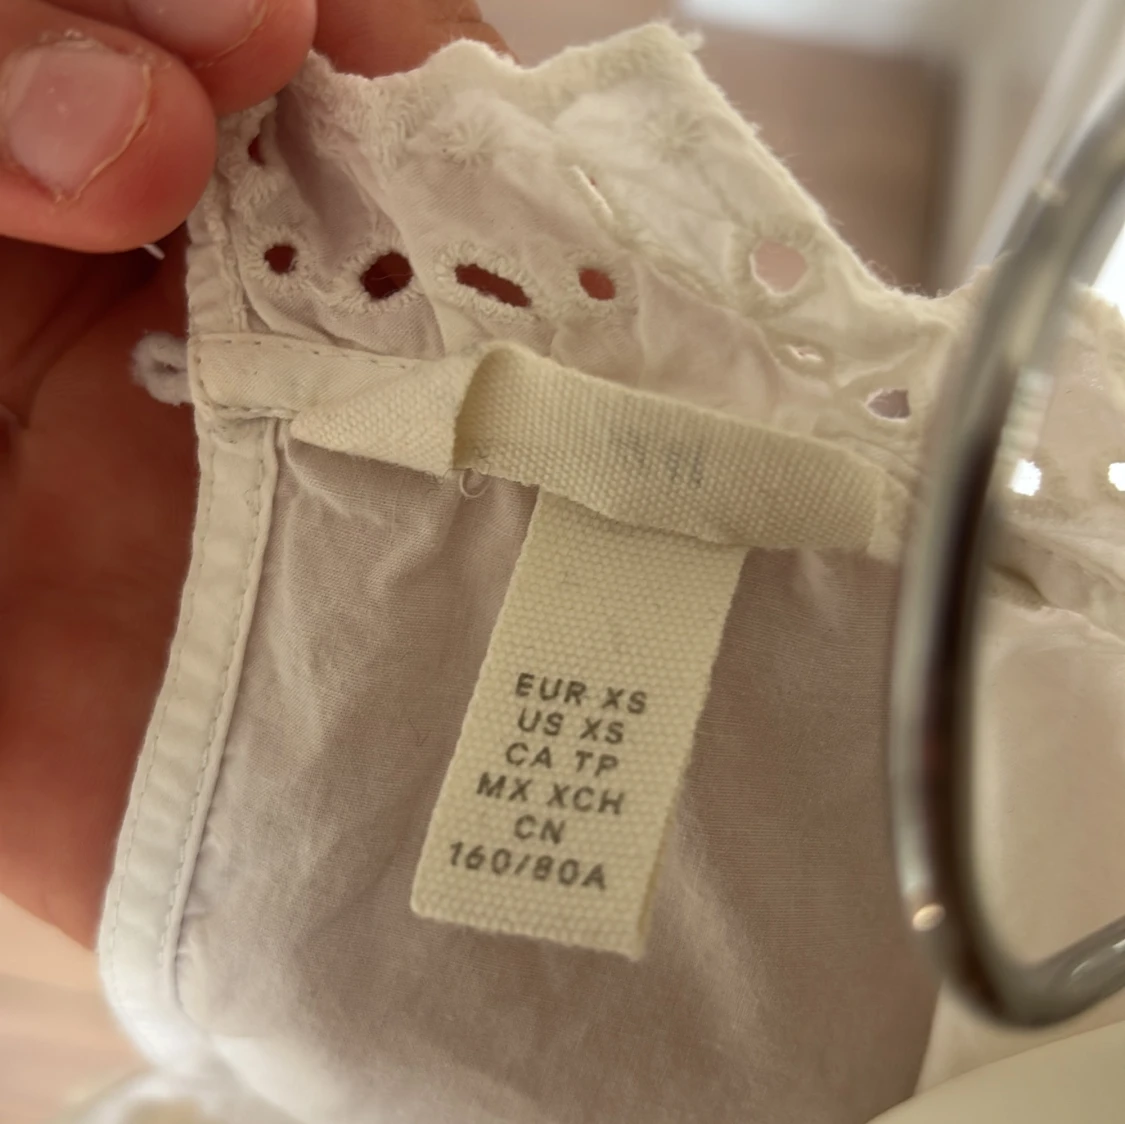 EUR XS
US XS
CA TP
MX XCH
CN
160/80A